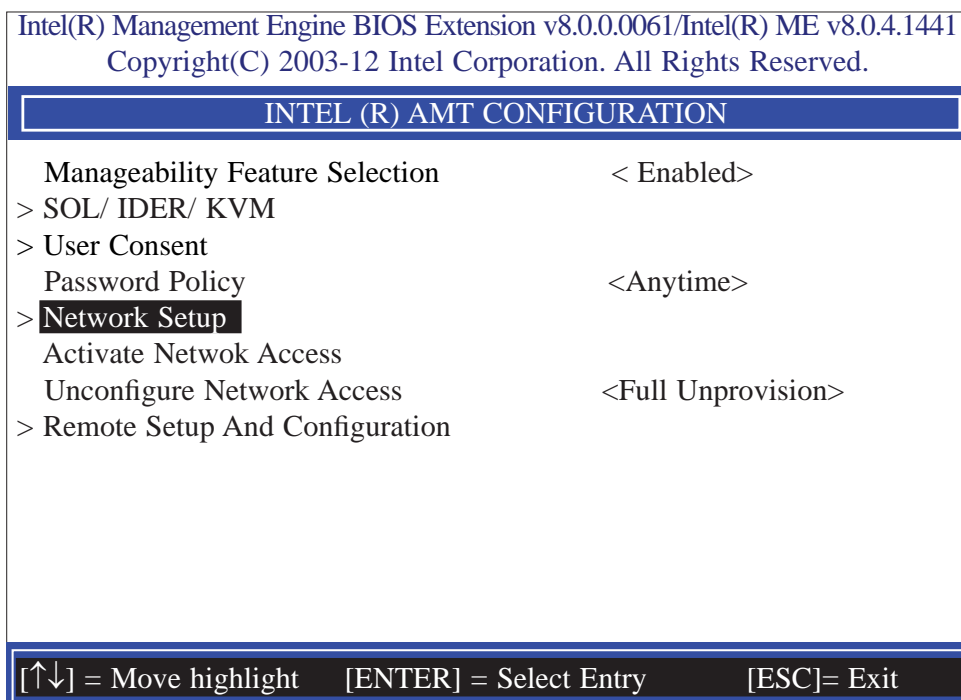 Intel(R) Management Engine BIOS Extension v8.0.0.0061/Intel(R) ME v8.0.4.1441
Copyright(C) 2003-12 Intel Corporation. All Rights Reserved.
INTEL (R) AMT CONFIGURATION
Manageability Feature Selection < Enabled>
> SOL/ IDER/ KVM
> User Consent
Password Policy <Anytime>
> Network Setup
Activate Netwok Access
Unconfigure Network Access <Full Unprovision>
> Remote Setup And Configuration
[↑↓] = Move highlight [ENTER] = Select Entry [ESC]= Exit